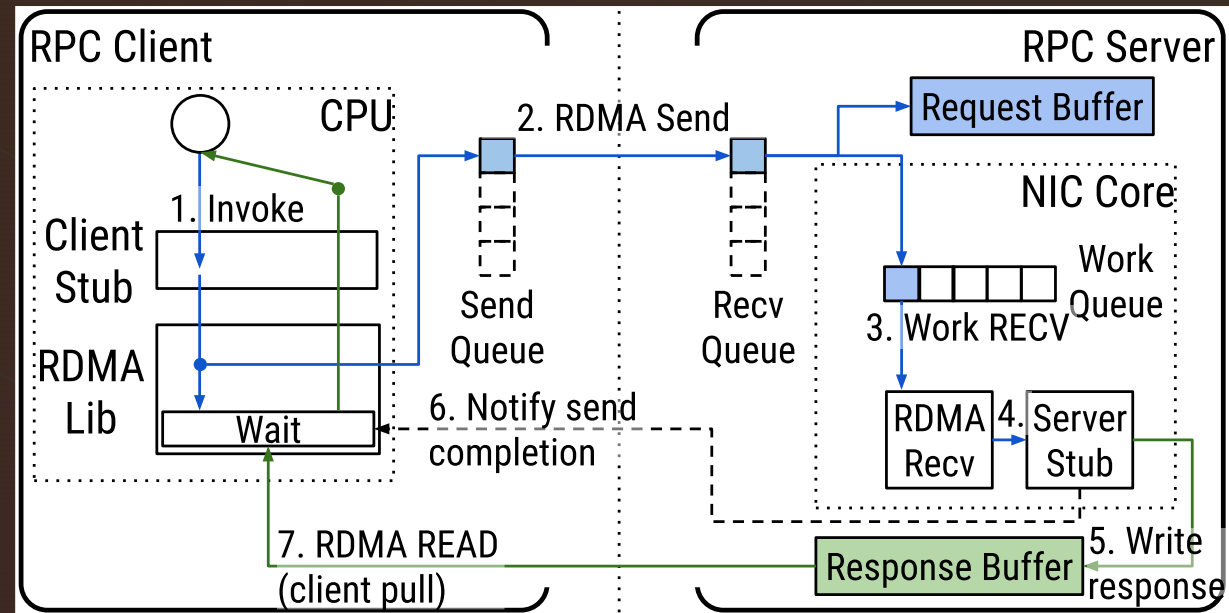 RPC Client
RPC Server
CPU
2. RDMA Send
Request Buffer
1. Invoke
NIC Core
Client
Stub
Work
Queue
Send
Queue
Recv
Queue
3. Work RECV
RDMA
Lib
Wait
6. Notify send
completion
RDMA
Recv
4.
Server
Stub
7. RDMA READ
(client pull)
Response Buffer
5. Write
response